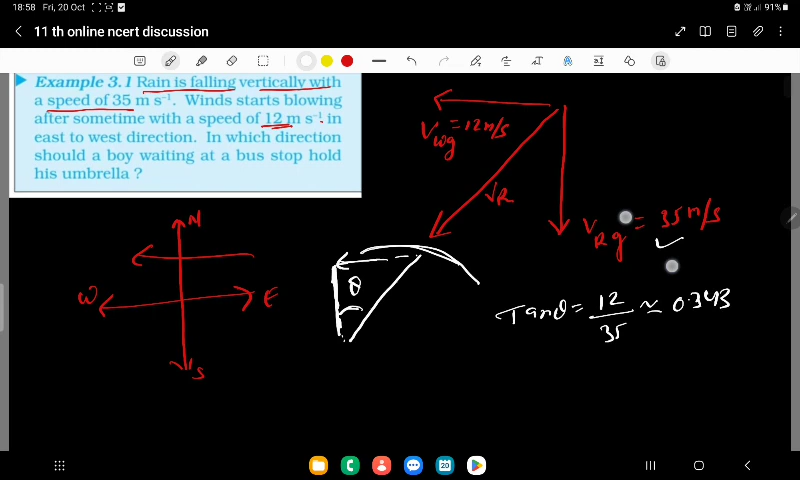 18:58 Fri, 20 Oct
91%
11 th online ncert discussion
Example 3.1 Rain is falling vertically with
a speed of 35 m s⁻¹. Winds starts blowing
after sometime with a speed of 12 m s⁻¹ in
east to west direction. In which direction
should a boy waiting at a bus stop hold
his umbrella ?
Vwg = 12 m/s
VR
VRg = 35 m/s
N
W E
S
θ
Tanθ = 12/35 ≈ 0.343
20